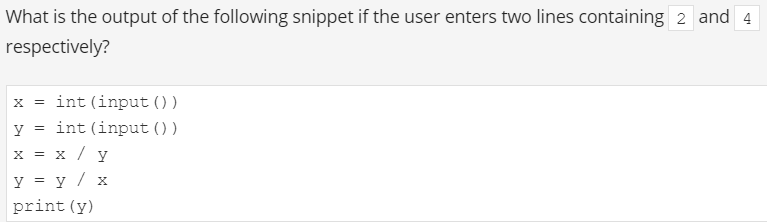 What is the output of the following snippet if the user enters two lines containing 2 and 4
respectively?
x = int(input())
y = int(input())
x = x / y
y = y / x
print(y)